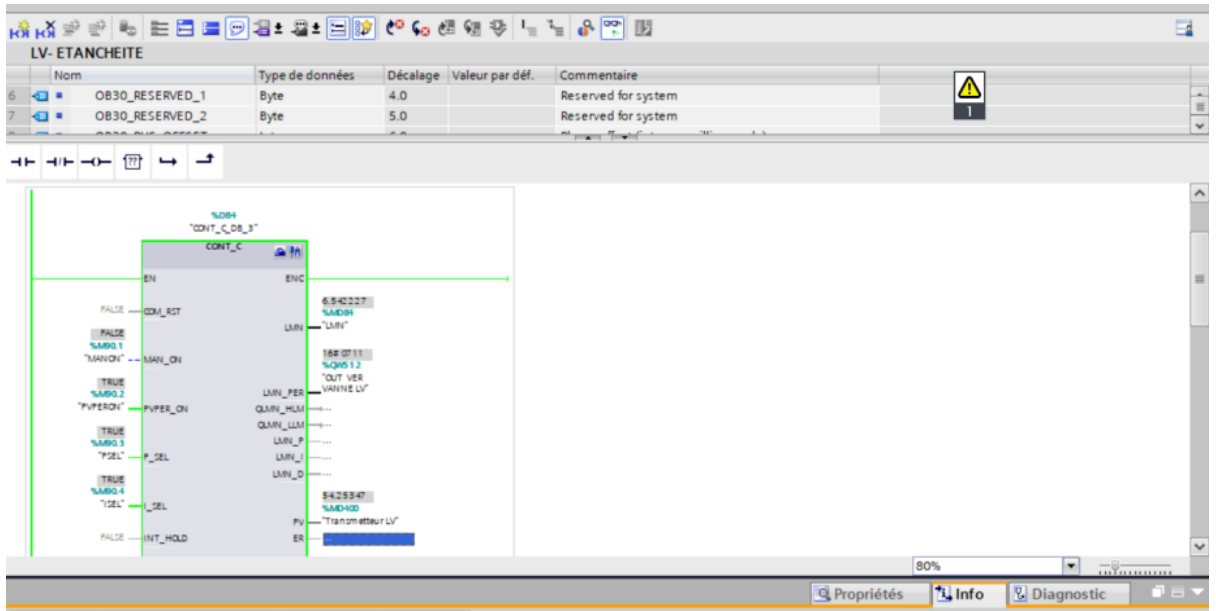 LV- ETANCHEITE
Nom Type de données Décalage Valeur par déf. Commentaire
6 OB30_RESERVED_1 Byte 4.0 Reserved for system
7 OB30_RESERVED_2 Byte 5.0 Reserved for system
1
??
%DB4
"CONT_C_DB_3"
CONT_C
EN ENO
FALSE COM_RST
6.542227
%MD84
LMN "LMN"
FALSE
%M90.1
"MANON" MAN_ON
16#0711
%QW512
"OUT VER
VANNE LV"
LMN_PER
TRUE
%M90.2
"PVPERON" PVPER_ON
QLMN_HLM ...
QLMN_LLM ...
TRUE
%M90.3
"PSEL" P_SEL
LMN_P ...
LMN_I ...
LMN_D ...
TRUE
%M90.4
"ISEL" I_SEL
54.25347
%MD400
PV "Transmetteur LV"
FALSE INT_HOLD
ER ...
80%
Propriétés Info Diagnostic